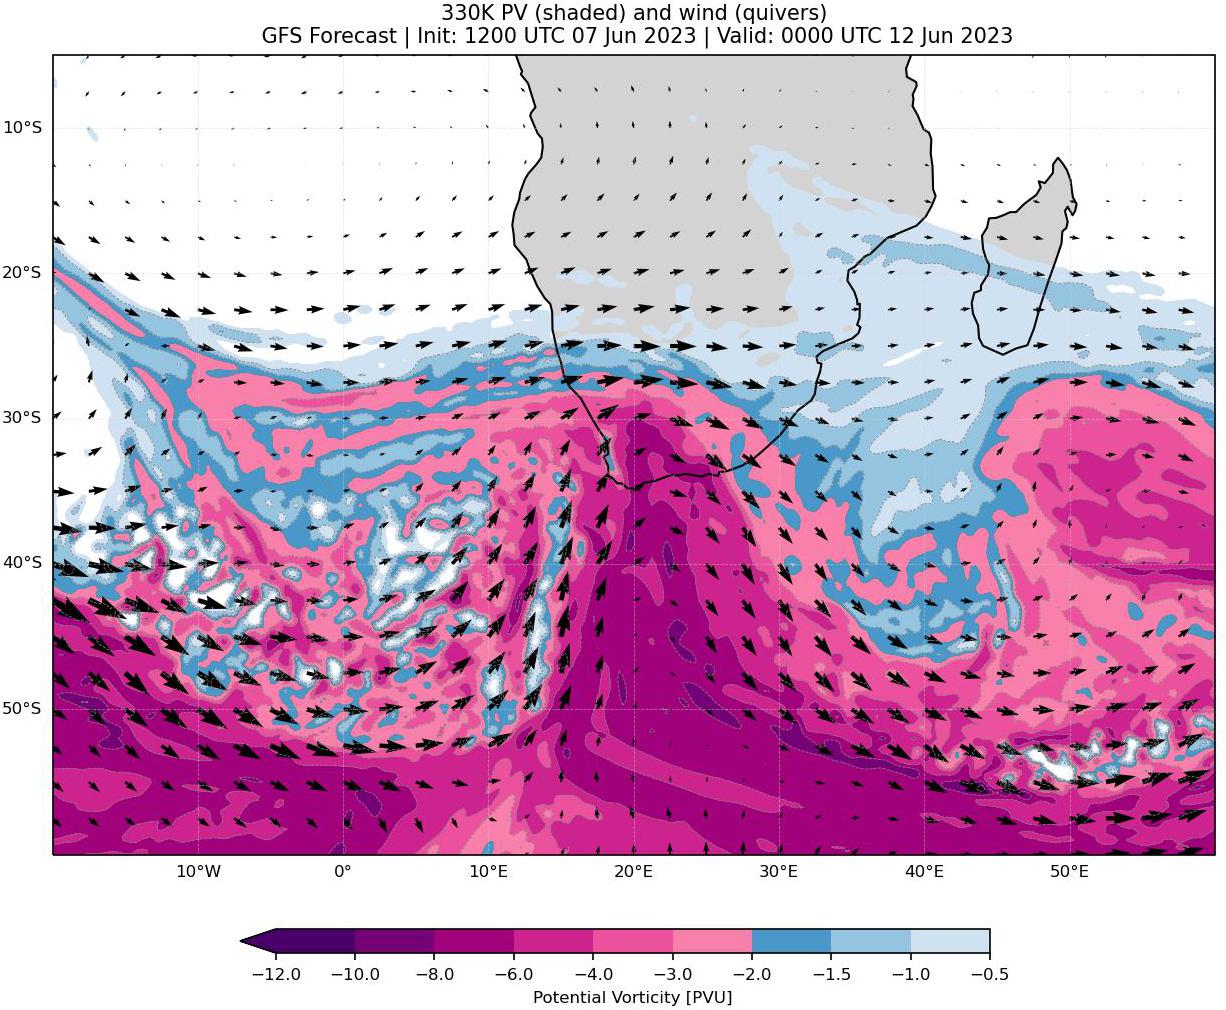 330K PV (shaded) and wind (quivers)
GFS Forecast | Init: 1200 UTC 07 Jun 2023 | Valid: 0000 UTC 12 Jun 2023
10°S
20°S
30°S
40°S
50°S
10°W 0° 10°E 20°E 30°E 40°E 50°E
−12.0 −10.0 −8.0 −6.0 −4.0 −3.0 −2.0 −1.5 −1.0 −0.5
Potential Vorticity [PVU]